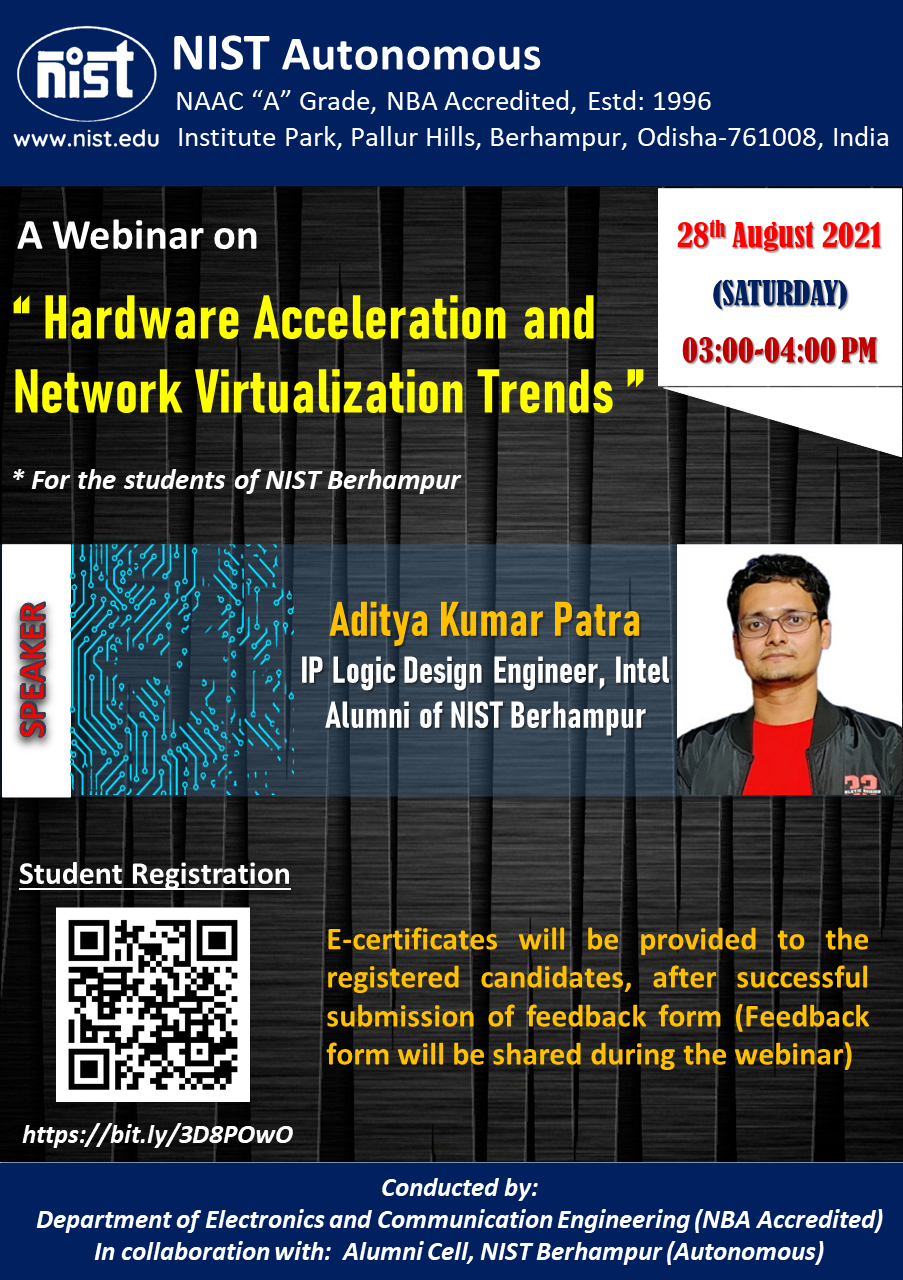 nist
www.nist.edu
NIST Autonomous
NAAC “A” Grade, NBA Accredited, Estd: 1996
Institute Park, Pallur Hills, Berhampur, Odisha-761008, India
A Webinar on
“ Hardware Acceleration and
Network Virtualization Trends ”
* For the students of NIST Berhampur
28th August 2021
(SATURDAY)
03:00-04:00 PM
SPEAKER
Aditya Kumar Patra
IP Logic Design Engineer, Intel
Alumni of NIST Berhampur
23
Student Registration
https://bit.ly/3D8POwO
E-certificates will be provided to the
registered candidates, after successful
submission of feedback form (Feedback
form will be shared during the webinar)
Conducted by:
Department of Electronics and Communication Engineering (NBA Accredited)
In collaboration with: Alumni Cell, NIST Berhampur (Autonomous)